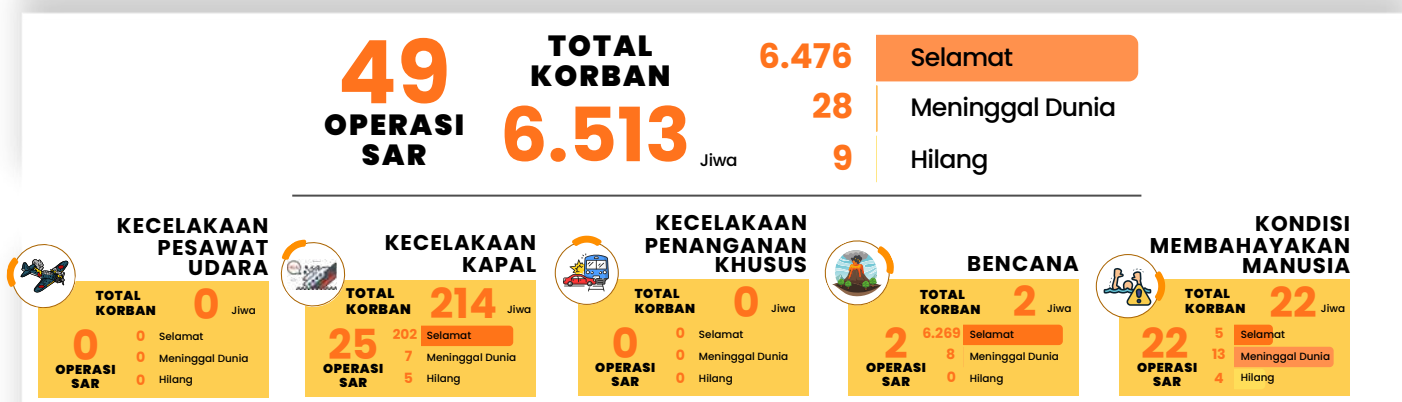 49
OPERASI
SAR
TOTAL
KORBAN
6.513 Jiwa
6.476 Selamat
28 Meninggal Dunia
9 Hilang
KECELAKAAN
PESAWAT
UDARA
TOTAL
KORBAN
0 Jiwa
0
OPERASI
SAR
0 Selamat
0 Meninggal Dunia
0 Hilang
KECELAKAAN
KAPAL
TOTAL
KORBAN
214 Jiwa
25
OPERASI
SAR
202 Selamat
7 Meninggal Dunia
5 Hilang
KECELAKAAN
PENANGANAN
KHUSUS
TOTAL
KORBAN
0 Jiwa
0
OPERASI
SAR
0 Selamat
0 Meninggal Dunia
0 Hilang
BENCANA
TOTAL
KORBAN
2 Jiwa
2
OPERASI
SAR
6.269 Selamat
8 Meninggal Dunia
0 Hilang
KONDISI
MEMBAHAYAKAN
MANUSIA
TOTAL
KORBAN
22 Jiwa
22
OPERASI
SAR
5 Selamat
13 Meninggal Dunia
4 Hilang